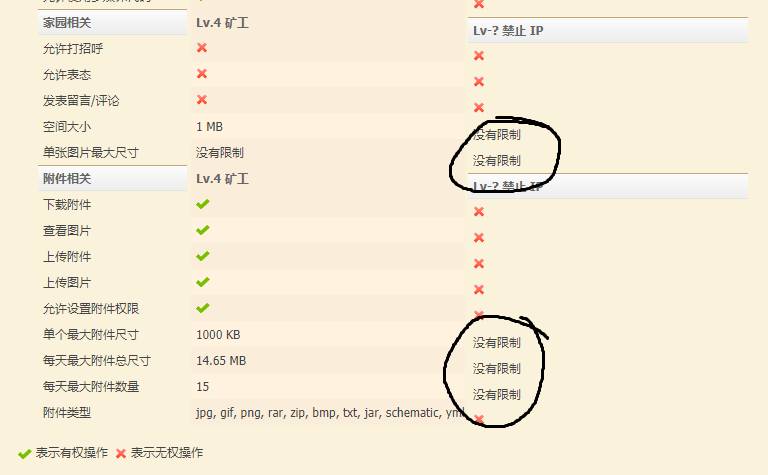 家园相关 Lv.4 矿工 Lv-? 禁止 IP
允许打招呼
允许表态
发表留言/评论
空间大小 1 MB 没有限制
单张图片最大尺寸 没有限制 没有限制
附件相关 Lv.4 矿工 Lv-? 禁止 IP
下载附件
查看图片
上传附件
上传图片
允许设置附件权限
单个最大附件尺寸 1000 KB 没有限制
每天最大附件总尺寸 14.65 MB 没有限制
每天最大附件数量 15 没有限制
附件类型 jpg, gif, png, rar, zip, bmp, txt, jar, schematic, yml
表示有权操作 表示无权操作